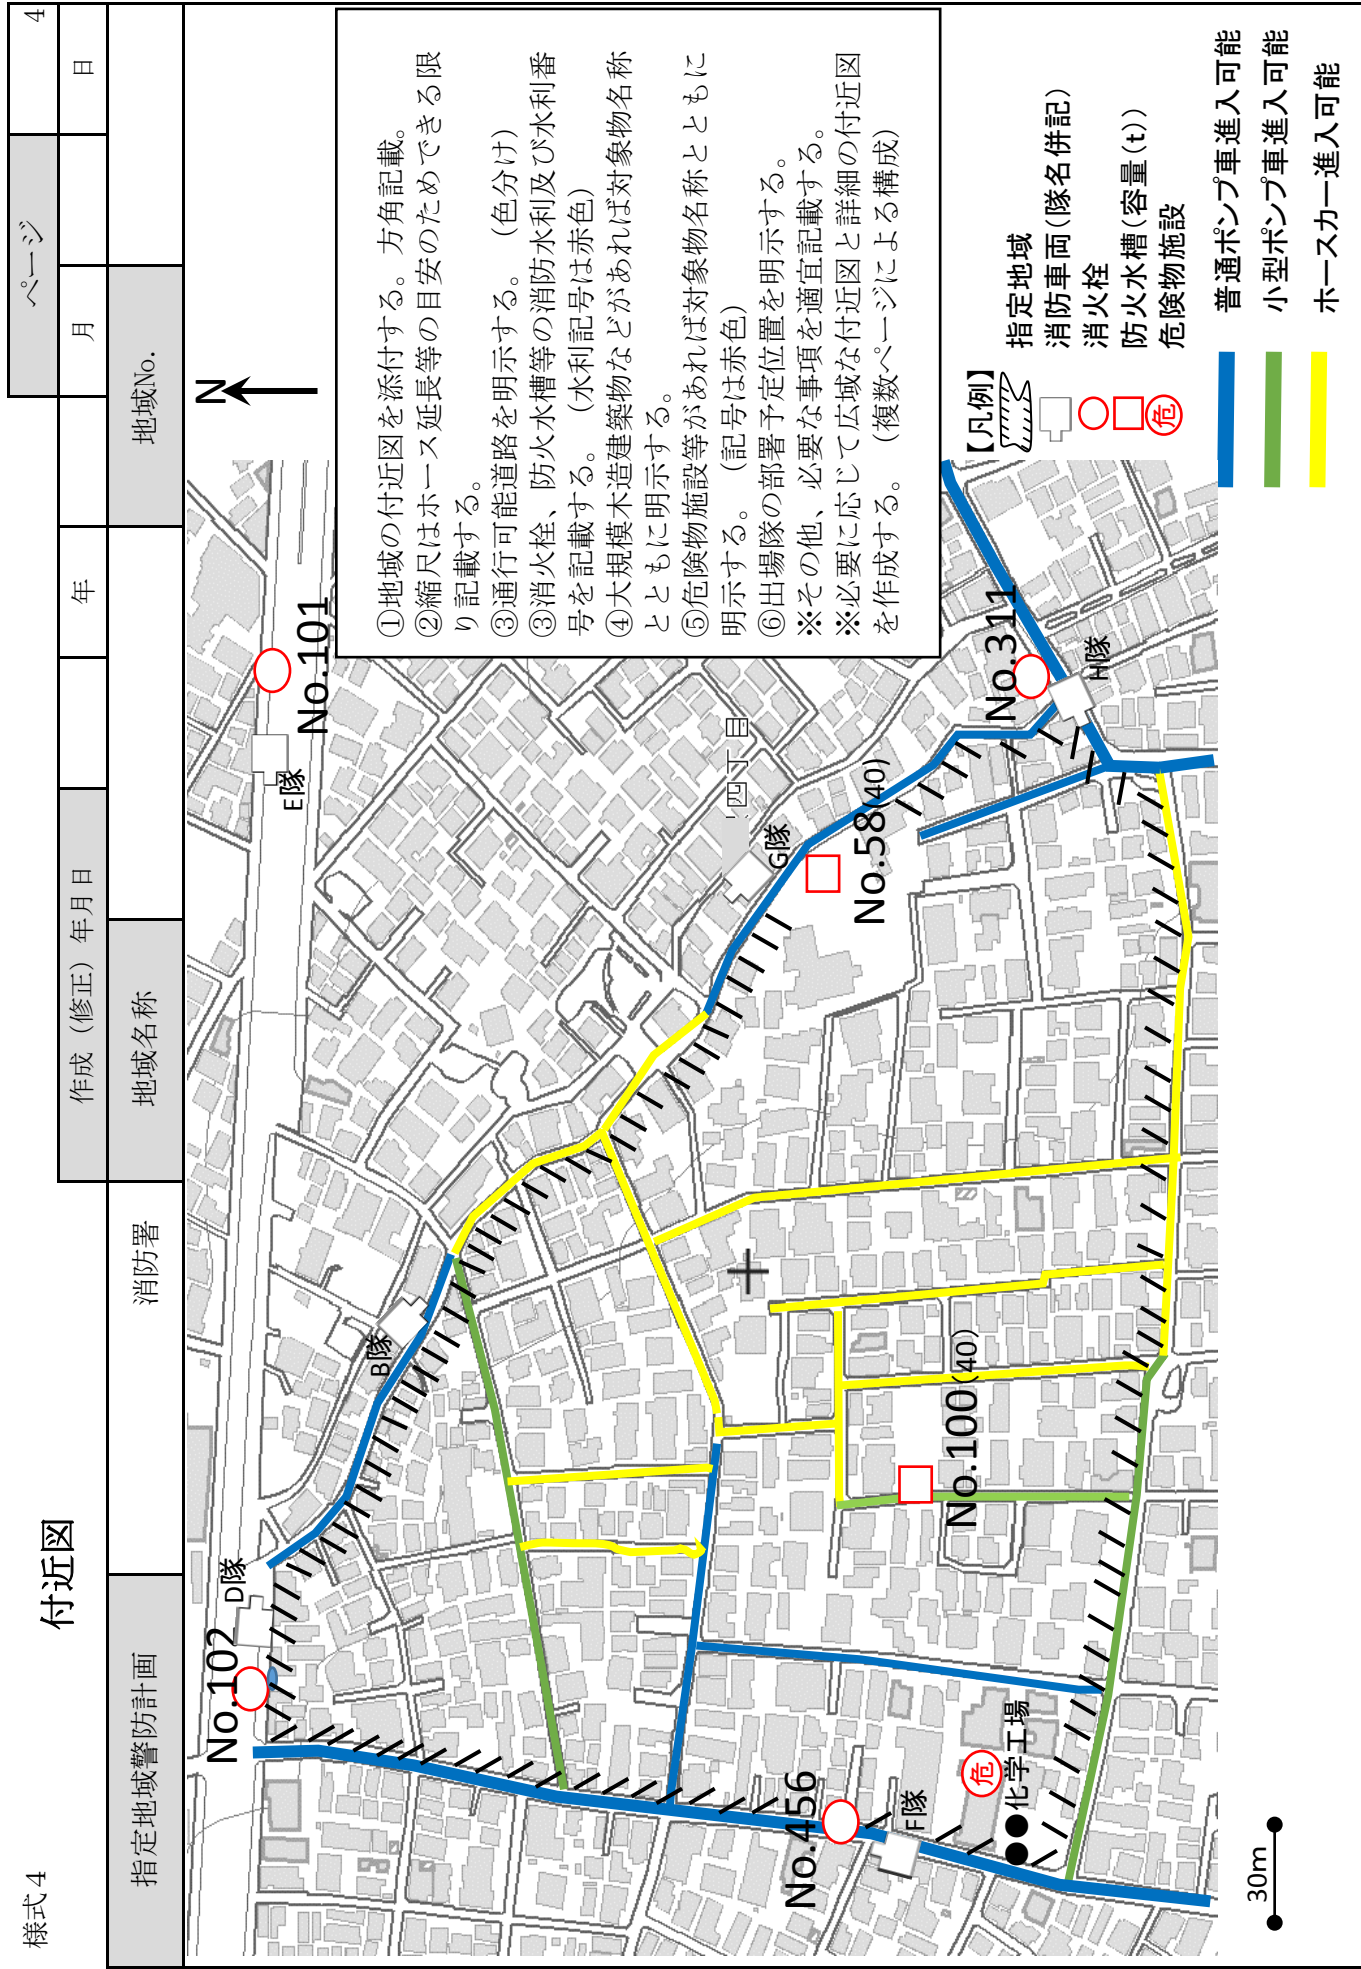 様式４
付近図
ページ
4
作成（修正）年月日
年
月
日
指定地域警防計画
消防署
地域名称
地域No.
N
①地域の付近図を添付する。方角記載。
②縮尺はホース延長等の目安のためできる限
り記載する。
③通行可能道路を明示する。　（色分け）
③消火栓、防火水槽等の消防水利及び水利番
号を記載する。（水利記号は赤色）
④大規模木造建築物などがあれば対象物名称
とともに明示する。
⑤危険物施設等があれば対象物名称とともに
明示する。（記号は赤色）
⑥出場隊の部署予定位置を明示する。
※その他、必要な事項を適宜記載する。
※必要に応じて広域な付近図と詳細の付近図
を作成する。（複数ページによる構成）
No.102
D隊
E隊
No.101
B隊
四丁目
G隊
No.58(40)
No.311
H隊
No.456
F隊
危
●●化学工場
No.100(40)
【凡例】
指定地域
消防車両(隊名併記)
消火栓
防火水槽(容量(t))
危
危険物施設
普通ポンプ車進入可能
小型ポンプ車進入可能
ホースカー進入可能
30m